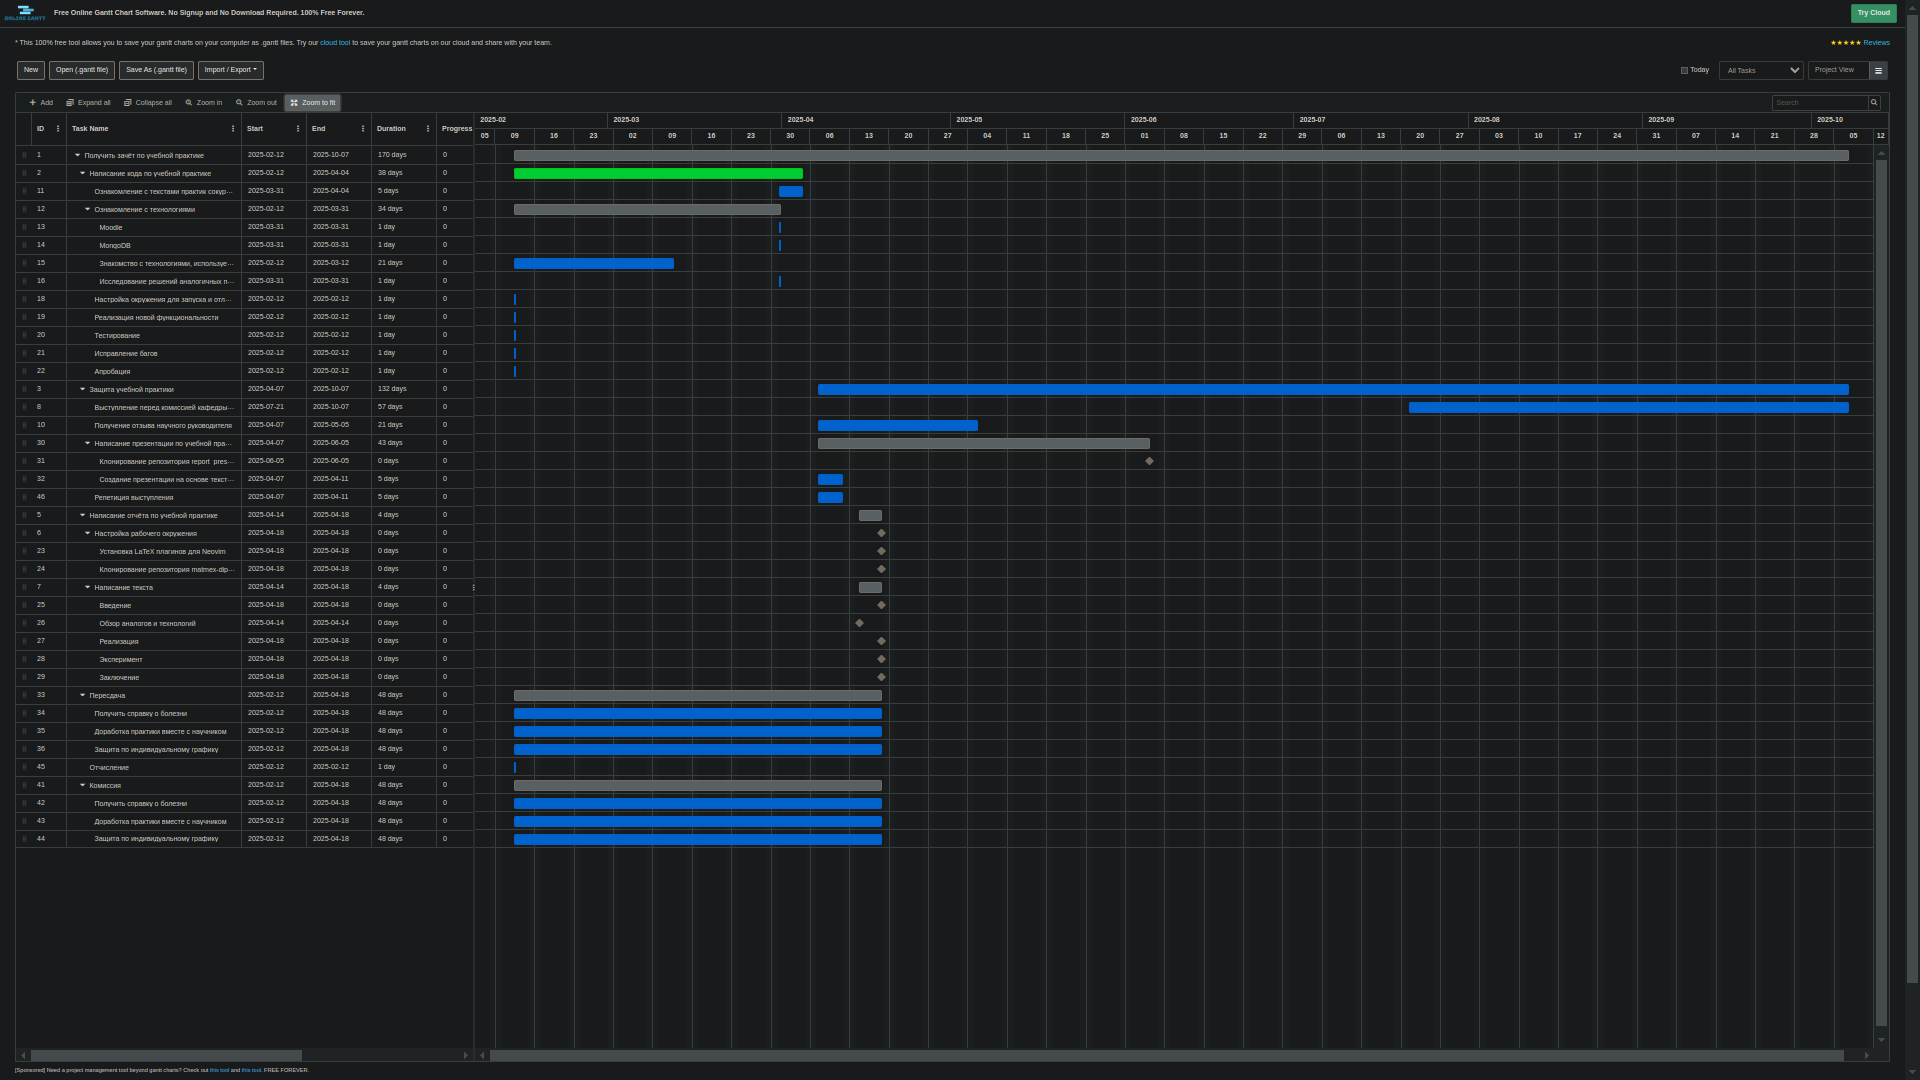 ONLINE GANTT
Free Online Gantt Chart Software. No Signup and No Download Required. 100% Free Forever.
Try Cloud
* This 100% free tool allows you to save your gantt charts on your computer as .gantt files. Try our cloud tool to save your gantt charts on our cloud and share with your team.
★★★★★ Reviews
New Open (.gantt file) Save As (.gantt file) Import / Export
Today All Tasks Project View
Add Expand all Collapse all Zoom in Zoom out Zoom to fit
Search
2025-02 2025-03 2025-04 2025-05 2025-06 2025-07 2025-08 2025-09 2025-10
ID Task Name Start End Duration Progress
05 09 16 23 02 09 16 23 30 06 13 20 27 04 11 18 25 01 08 15 22 29 06 13 20 27 03 10 17 24 31 07 14 21 28 05 12
1 Получить зачёт по учебной практике 2025-02-12 2025-10-07 170 days 0
2 Написание кода по учебной практике 2025-02-12 2025-04-04 38 days 0
11 Ознакомление с текстами практик сокур... 2025-03-31 2025-04-04 5 days 0
12 Ознакомление с технологиями 2025-02-12 2025-03-31 34 days 0
13 Moodle 2025-03-31 2025-03-31 1 day 0
14 MongoDB 2025-03-31 2025-03-31 1 day 0
15 Знакомство с технологиями, используе... 2025-02-12 2025-03-12 21 days 0
16 Исследование решений аналогичных п... 2025-03-31 2025-03-31 1 day 0
18 Настройка окружения для запуска и отл... 2025-02-12 2025-02-12 1 day 0
19 Реализация новой функциональности 2025-02-12 2025-02-12 1 day 0
20 Тестирование 2025-02-12 2025-02-12 1 day 0
21 Исправление багов 2025-02-12 2025-02-12 1 day 0
22 Апробация 2025-02-12 2025-02-12 1 day 0
3 Защита учебной практики 2025-04-07 2025-10-07 132 days 0
8 Выступление перед комиссией кафедры... 2025-07-21 2025-10-07 57 days 0
10 Получение отзыва научного руководителя 2025-04-07 2025-05-05 21 days 0
30 Написание презентации по учебной пра... 2025-04-07 2025-06-05 43 days 0
31 Клонирование репозитория report_pres... 2025-06-05 2025-06-05 0 days 0
32 Создание презентации на основе текст... 2025-04-07 2025-04-11 5 days 0
46 Репетиция выступления 2025-04-07 2025-04-11 5 days 0
5 Написание отчёта по учебной практике 2025-04-14 2025-04-18 4 days 0
6 Настройка рабочего окружения 2025-04-18 2025-04-18 0 days 0
23 Установка LaTeX плагинов для Neovim 2025-04-18 2025-04-18 0 days 0
24 Клонирование репозитория matmex-dip... 2025-04-18 2025-04-18 0 days 0
7 Написание текста 2025-04-14 2025-04-18 4 days 0
25 Введение 2025-04-18 2025-04-18 0 days 0
26 Обзор аналогов и технологий 2025-04-14 2025-04-14 0 days 0
27 Реализация 2025-04-18 2025-04-18 0 days 0
28 Эксперимент 2025-04-18 2025-04-18 0 days 0
29 Заключение 2025-04-18 2025-04-18 0 days 0
33 Пересдача 2025-02-12 2025-04-18 48 days 0
34 Получить справку о болезни 2025-02-12 2025-04-18 48 days 0
35 Доработка практики вместе с научником 2025-02-12 2025-04-18 48 days 0
36 Защита по индивидуальному графику 2025-02-12 2025-04-18 48 days 0
45 Отчисление 2025-02-12 2025-02-12 1 day 0
41 Комиссия 2025-02-12 2025-04-18 48 days 0
42 Получить справку о болезни 2025-02-12 2025-04-18 48 days 0
43 Доработка практики вместе с научником 2025-02-12 2025-04-18 48 days 0
44 Защита по индивидуальному графику 2025-02-12 2025-04-18 48 days 0
[Sponsored] Need a project management tool beyond gantt charts? Check out this tool and this tool. FREE FOREVER.